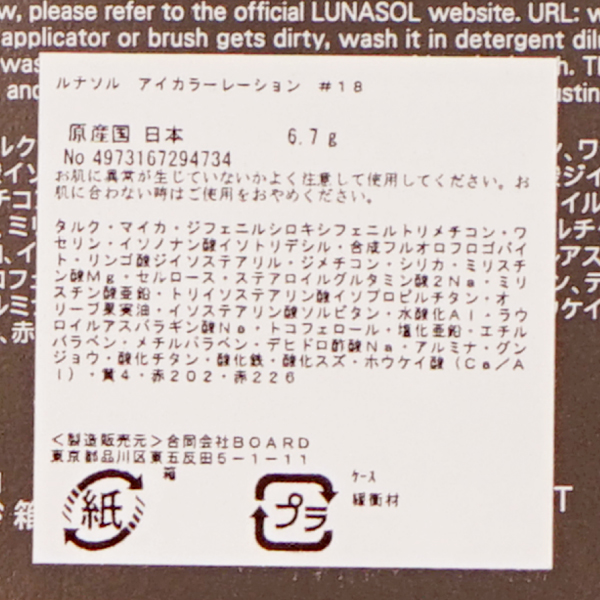 w, please refer to the official LUNASOL website. URL: w
applicator or brush gets dirty, wash it in detergent dilu
was
and
ルナソル アイカラーレーション #18
原産国 日本 6.7g
No 4973167294734
お肌に異常が生じていないかよく注意して使用してください。お
肌に合わない時はご使用をおやめください。
タルク・マイカ・ジフェニルシロキシフェニルトリメチコン・ワ
セリン・イソノナン酸イソトリデシル・合成フルオロフロゴパイ
ト・リンゴ酸ジイソステアリル・ジメチコン・シリカ・ミリスチ
ン酸Mg・セルロース・ステアロイルグルタミン酸2Na・ミリ
スチン酸亜鉛・トリイソステアリン酸イソプロピルチタン・オ
リーブ果実油・イソステアリン酸ソルビタン・水酸化Al・ラウ
ロイルアスパラギン酸Na・トコフェロール・塩化亜鉛・エチル
パラベン・メチルパラベン・デヒドロ酢酸Na・アルミナ・グン
ジョウ・酸化チタン・酸化鉄・酸化スズ・ホウケイ酸(Ca/A
l)・黄4・赤202・赤226
<製造販売元>合同会社BOARD
東京都品川区東五反田5-1-11
箱
紙
ケース
緩衝材
プラ
箱
T